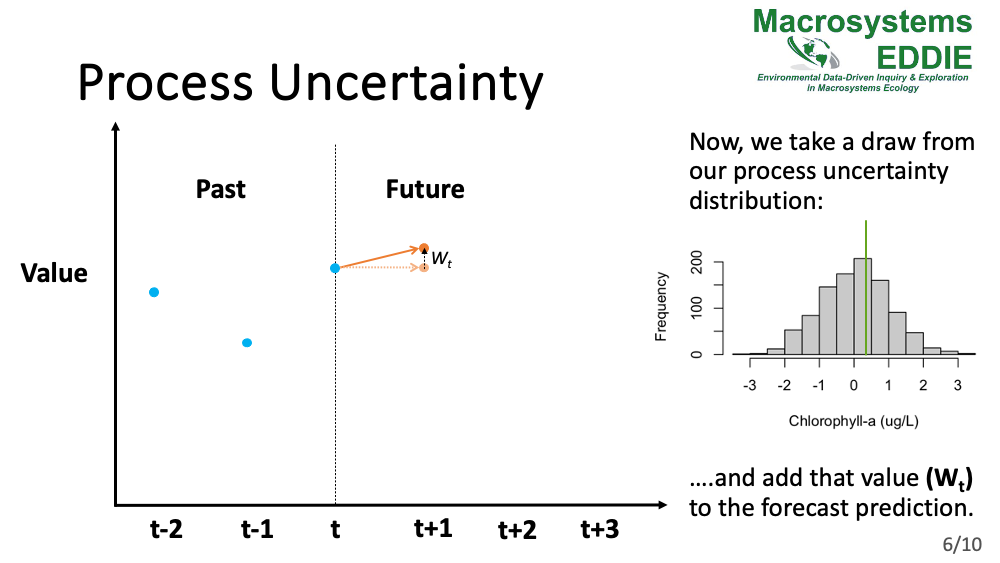 Macrosystems
EDDIE
Environmental Data-Driven Inquiry & Exploration
in Macrosystems Ecology
Process Uncertainty
Past
Future
Value
Wt
t-2
t-1
t
t+1
t+2
t+3
Now, we take a draw from
our process uncertainty
distribution:
Frequency
200
100
0
-3 -2 -1 0 1 2 3
Chlorophyll-a (ug/L)
....and add that value (Wt)
to the forecast prediction.
6/10